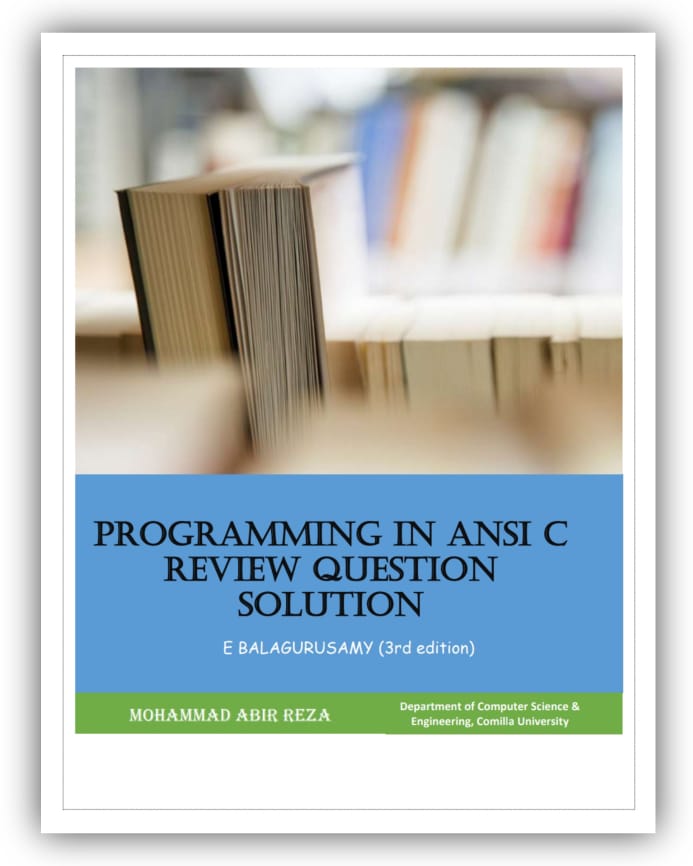 PROGRAMMING IN ANSI C
REVIEW QUESTION
SOLUTION
E BALAGURUSAMY (3rd edition)
MOHAMMAD ABIR REZA
Department of Computer Science &
Engineering, Comilla University